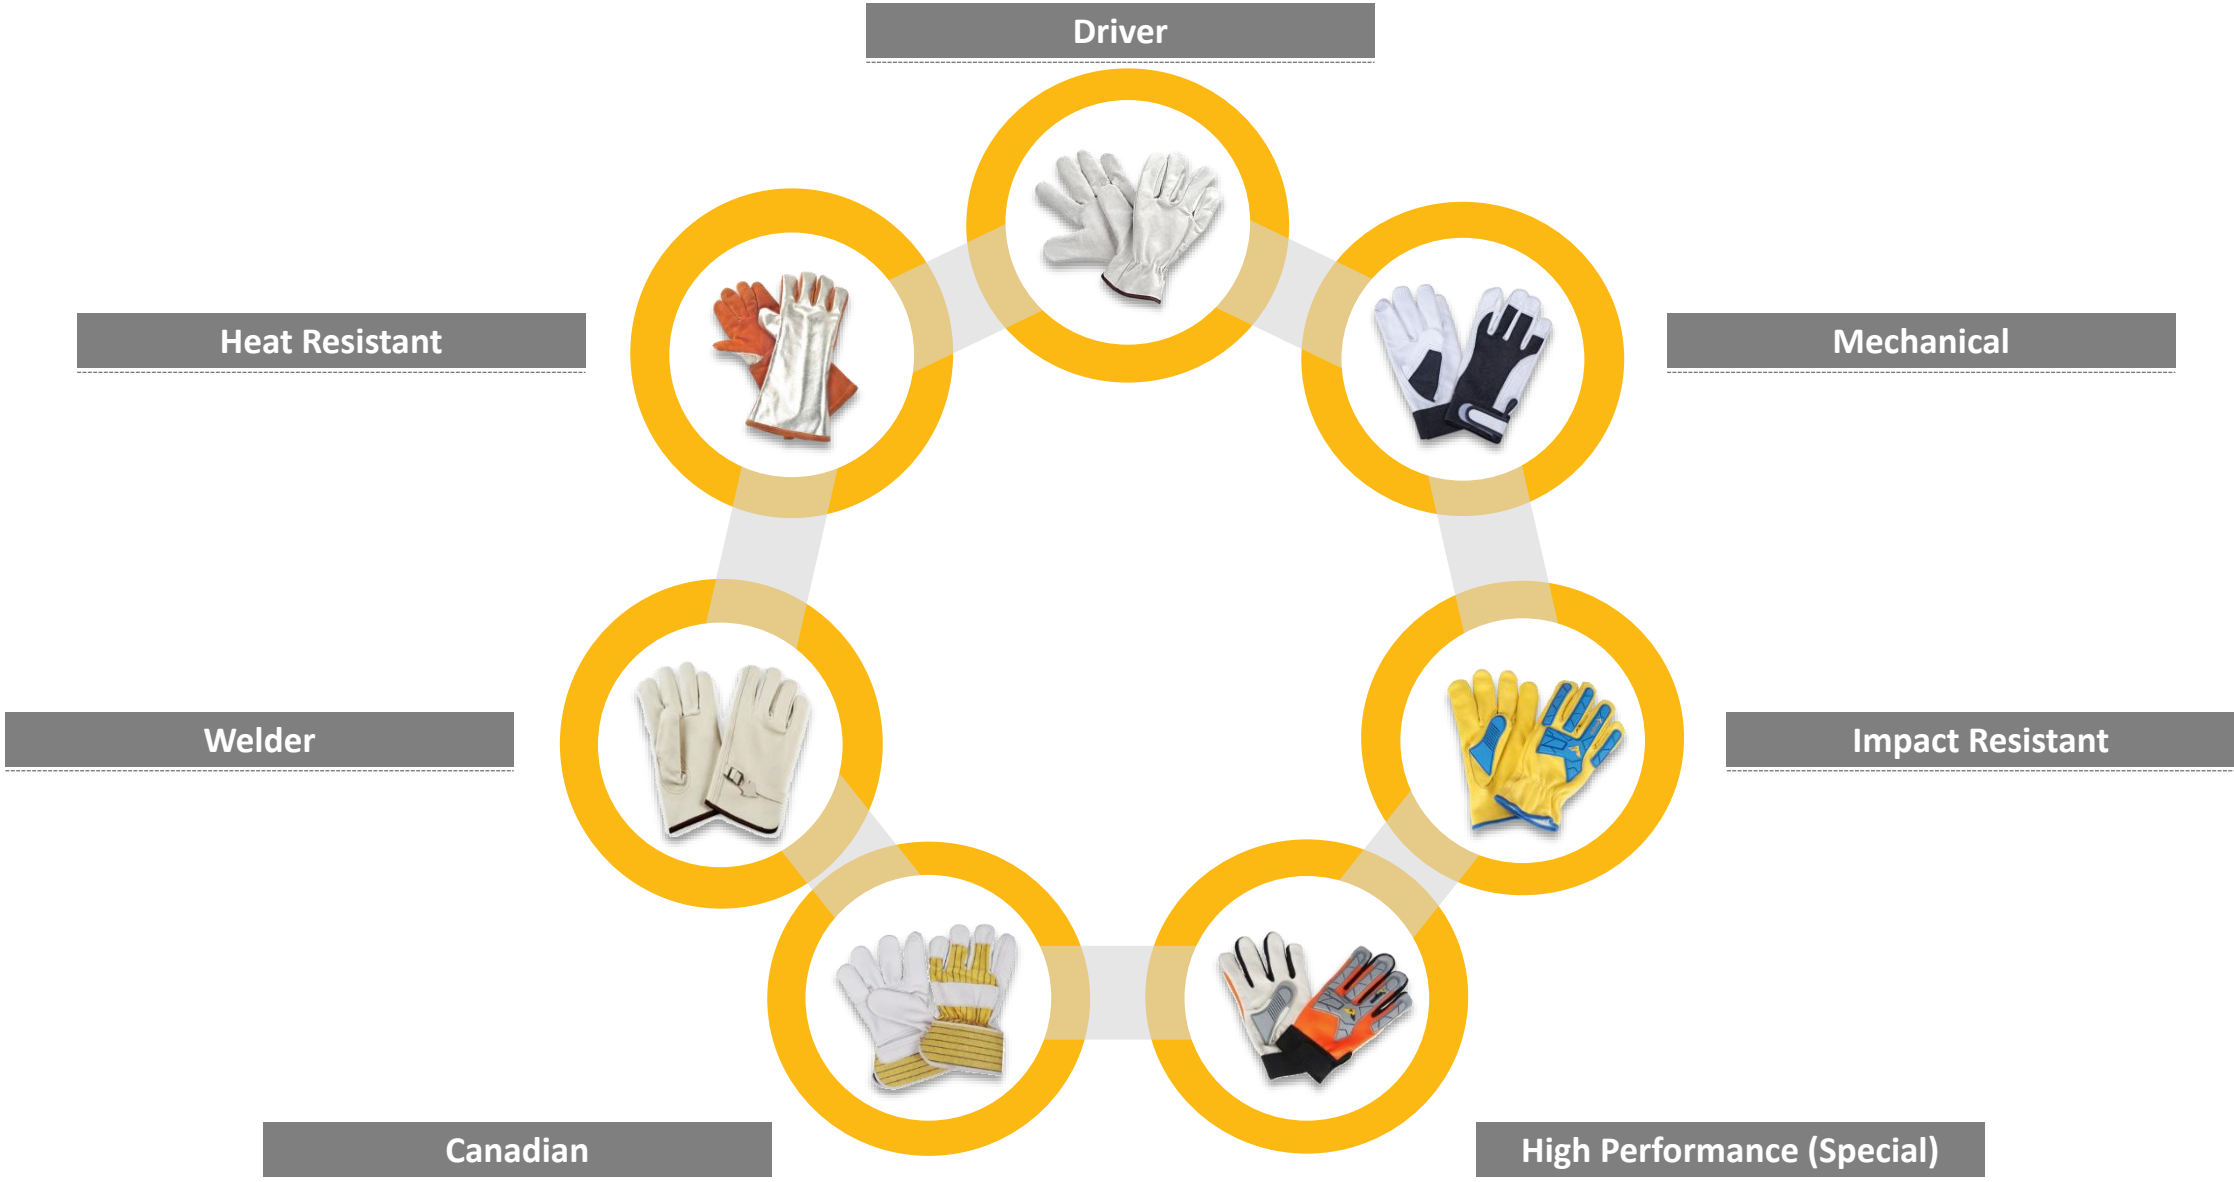 Driver
Heat Resistant
Mechanical
Welder
Impact Resistant
Canadian
High Performance (Special)